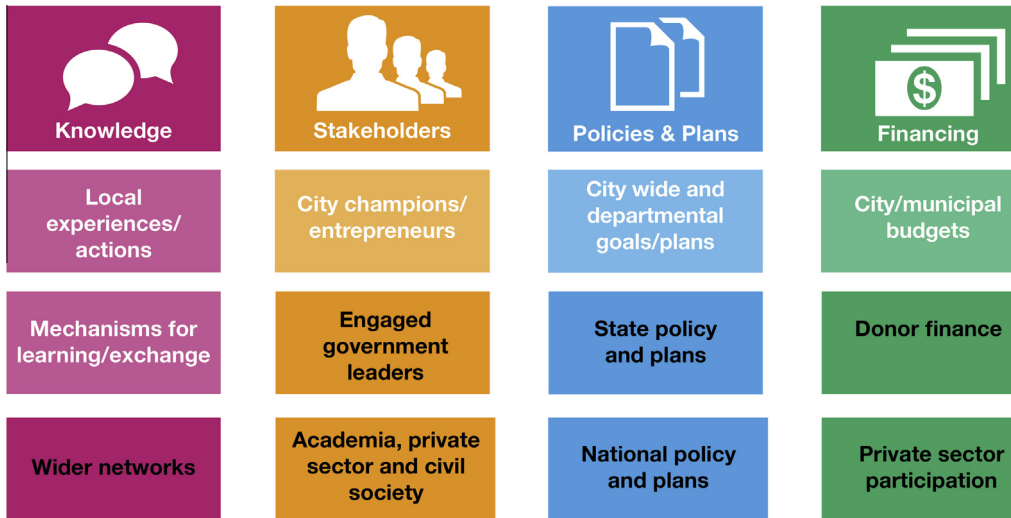 Knowledge
Stakeholders
Policies & Plans
$
Financing
Local
experiences/
actions
City champions/
entrepreneurs
City wide and
departmental
goals/plans
City/municipal
budgets
Mechanisms for
learning/exchange
Engaged
government
leaders
State policy
and plans
Donor finance
Wider networks
Academia, private
sector and civil
society
National policy
and plans
Private sector
participation